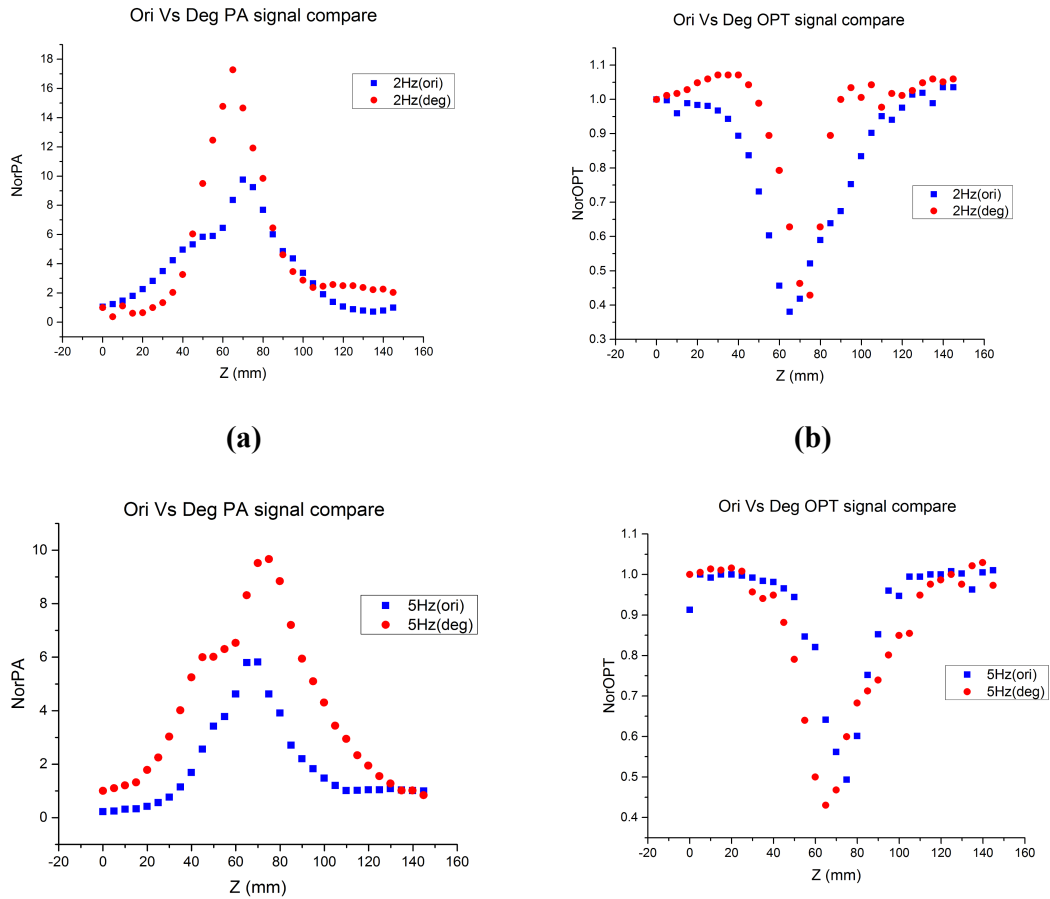 Ori Vs Deg PA signal compare
18
16
14
12
10
8
6
4
2
0
NorPA
2Hz(ori)
2Hz(deg)
-20 0 20 40 60 80 100 120 140 160
Z (mm)
(a)
Ori Vs Deg OPT signal compare
1.1
1.0
0.9
0.8
0.7
0.6
0.5
0.4
0.3
NorOPT
2Hz(ori)
2Hz(deg)
-20 0 20 40 60 80 100 120 140 160
Z (mm)
(b)
Ori Vs Deg PA signal compare
10
8
6
4
2
0
NorPA
5Hz(ori)
5Hz(deg)
-20 0 20 40 60 80 100 120 140 160
Z (mm)
Ori Vs Deg OPT signal compare
1.1
1.0
0.9
0.8
0.7
0.6
0.5
0.4
NorOPT
5Hz(ori)
5Hz(deg)
-20 0 20 40 60 80 100 120 140 160
Z (mm)